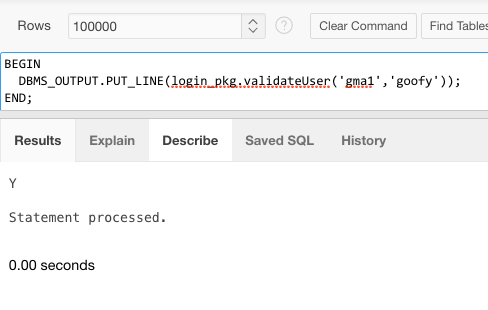 Rows 100000 ? Clear Command Find Tables
BEGIN
DBMS_OUTPUT.PUT_LINE(login_pkg.validateUser('gma1','goofy'));
END;
Results Explain Describe Saved SQL History
Y
Statement processed.
0.00 seconds